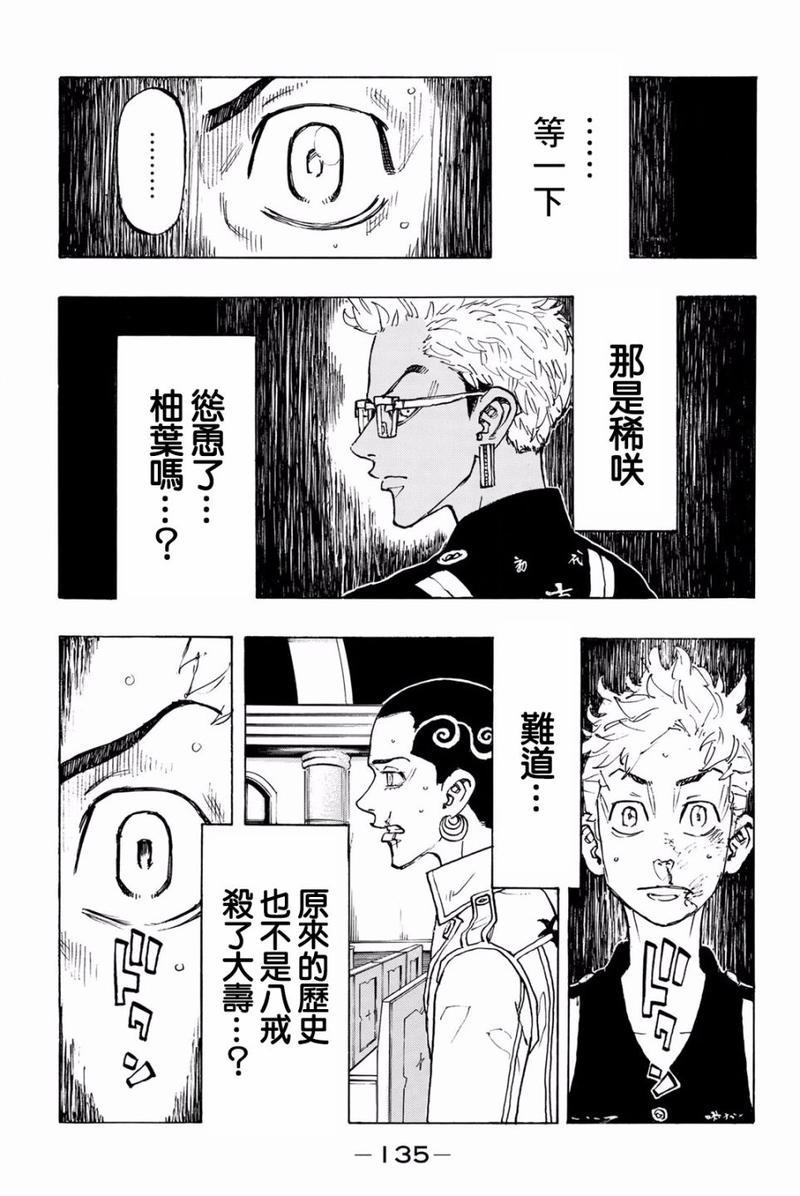 ……
等一下
………
那是稀咲
慫恿了…
柚葉嗎…？
難道…
ドクン
原來的歷史
也不是八戒
殺了大壽…？
ドクン
—135—